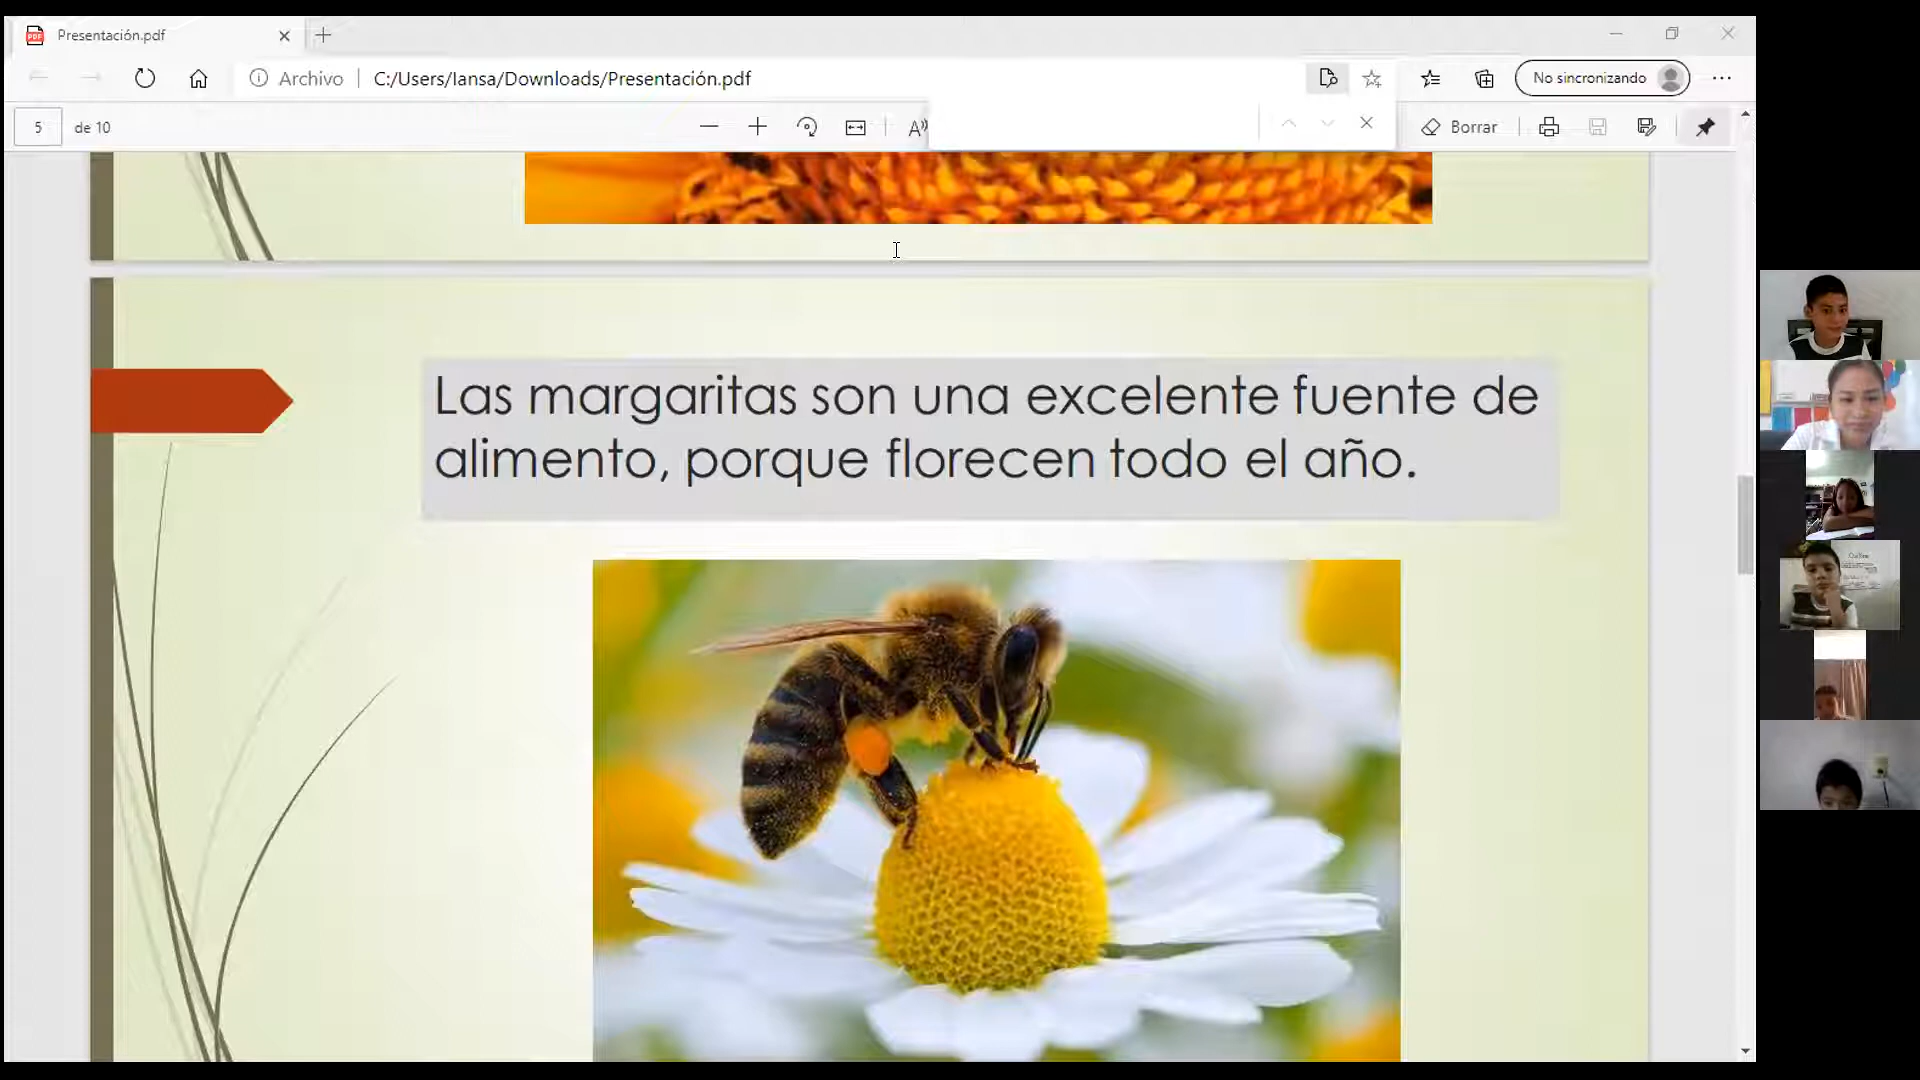 Presentación.pdf
Archivo
C:/Users/Iansa/Downloads/Presentación.pdf
No sincronizando
5 de 10
Borrar
Las margaritas son una excelente fuente de
alimento, porque florecen todo el año.